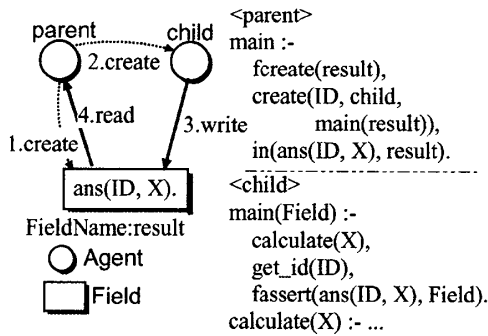 parent
child
2.create
4.read
3.write
1.create
ans(ID, X).
FieldName:result
Agent
Field
<parent>
main :-
fcreate(result),
create(ID, child,
main(result)),
in(ans(ID, X), result).
<child>
main(Field) :-
calculate(X),
get_id(ID),
fassert(ans(ID, X), Field).
calculate(X) :- ...